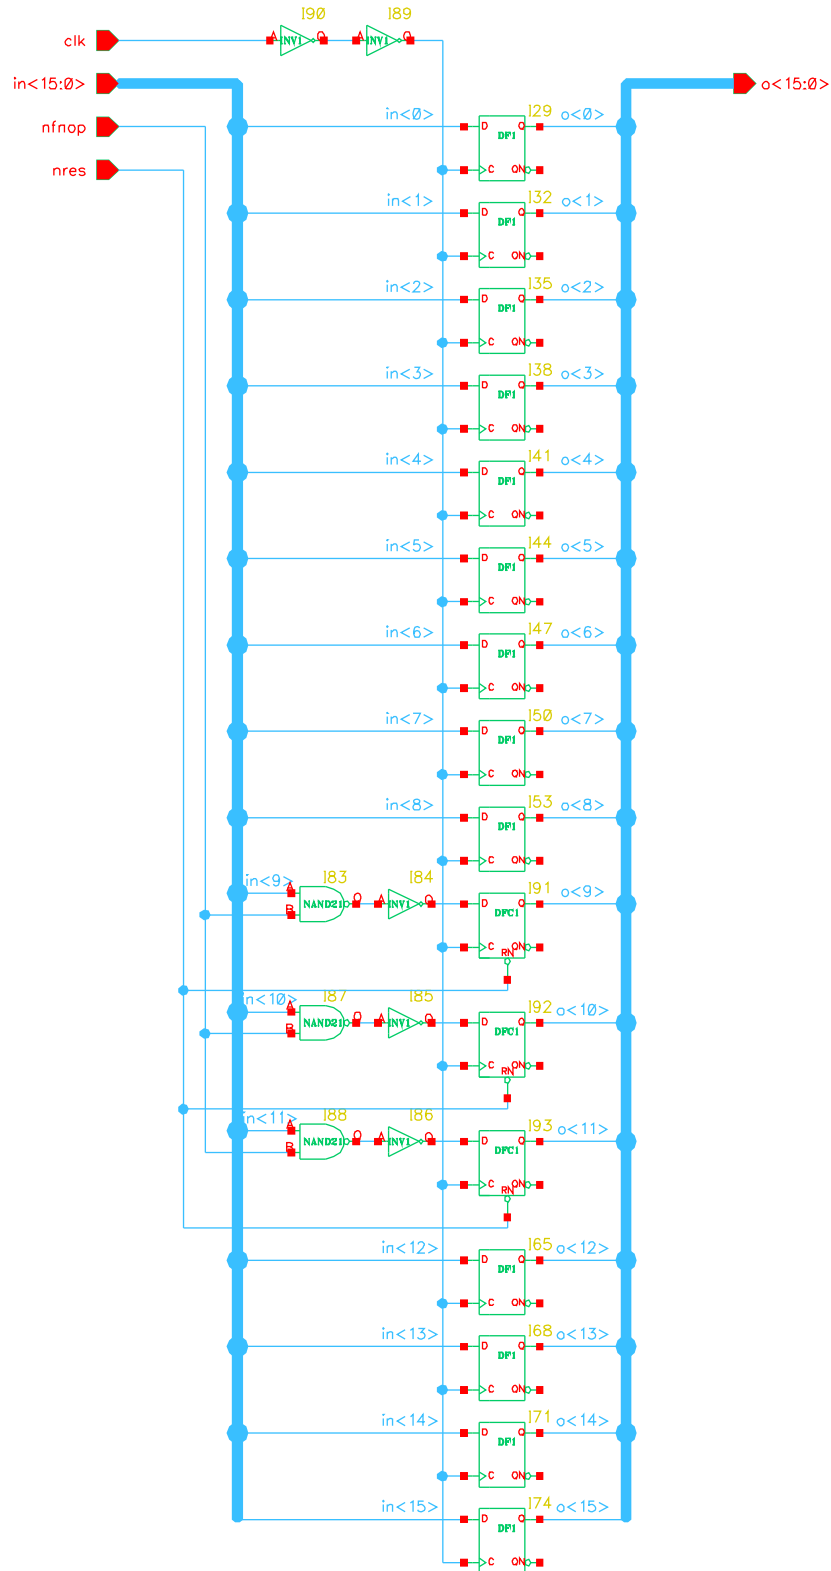 I90 I89
clk A INV1 Q A INV1 Q
in<15:0> o<15:0>
in<0> I29 o<0>
nfnop D DF1 Q
nres C QN
in<1> I32 o<1>
D DF1 Q
C QN
in<2> I35 o<2>
D DF1 Q
C QN
in<3> I38 o<3>
D DF1 Q
C QN
in<4> I41 o<4>
D DF1 Q
C QN
in<5> I44 o<5>
D DF1 Q
C QN
in<6> I47 o<6>
D DF1 Q
C QN
in<7> I50 o<7>
D DF1 Q
C QN
in<8> I53 o<8>
D DF1 Q
C QN
in<9> I83 I84 I91 o<9>
A B NAND21 Q A INV1 Q D DFC1 Q
C QN
RN
in<10> I87 I85 I92 o<10>
A B NAND21 Q A INV1 Q D DFC1 Q
C QN
RN
in<11> I88 I86 I93 o<11>
A B NAND21 Q A INV1 Q D DFC1 Q
C QN
RN
in<12> I65 o<12>
D DF1 Q
C QN
in<13> I68 o<13>
D DF1 Q
C QN
in<14> I71 o<14>
D DF1 Q
C QN
in<15> I74 o<15>
D DF1 Q
C QN